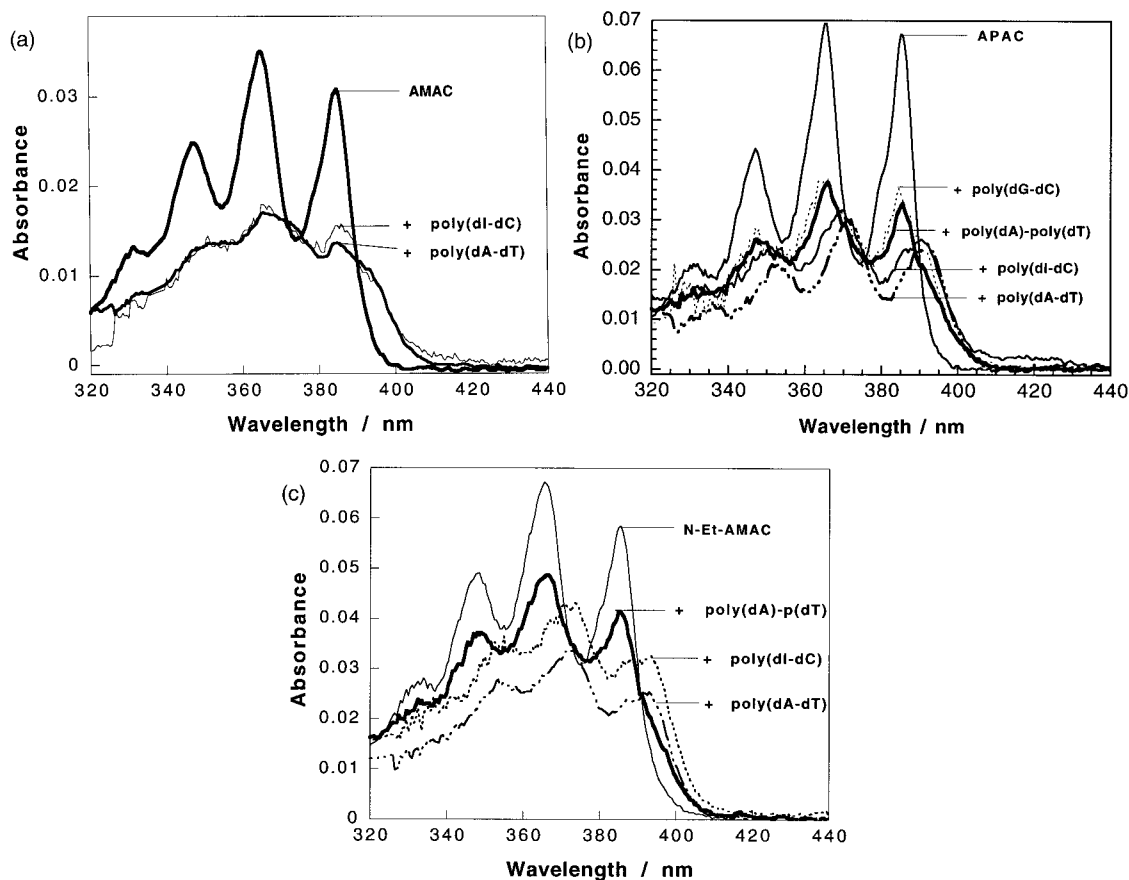 (a)
AMAC
+ poly(dI-dC)
+ poly(dA-dT)
Absorbance
0.03
0.02
0.01
0
320 340 360 380 400 420 440
Wavelength / nm
(b)
APAC
+ poly(dG-dC)
+ poly(dA)-poly(dT)
+ poly(dI-dC)
+ poly(dA-dT)
Absorbance
0.07
0.06
0.05
0.04
0.03
0.02
0.01
0.00
320 340 360 380 400 420 440
Wavelength / nm
(c)
N-Et-AMAC
+ poly(dA)-p(dT)
+ poly(dI-dC)
+ poly(dA-dT)
Absorbance
0.07
0.06
0.05
0.04
0.03
0.02
0.01
0
320 340 360 380 400 420 440
Wavelength / nm